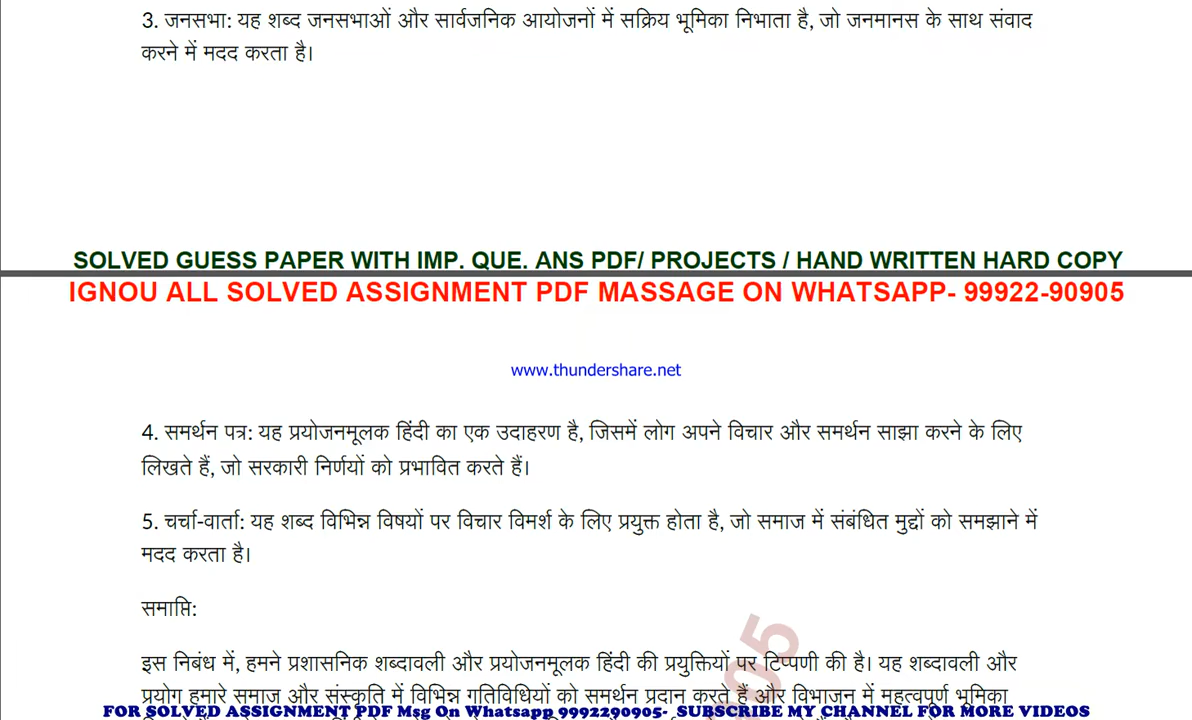 3. जनसभा: यह शब्द जनसभाओं और सार्वजनिक आयोजनों में सक्रिय भूमिका निभाता है, जो जनमानस के साथ संवाद
करने में मदद करता है।
SOLVED GUESS PAPER WITH IMP. QUE. ANS PDF/ PROJECTS / HAND WRITTEN HARD COPY
IGNOU ALL SOLVED ASSIGNMENT PDF MASSAGE ON WHATSAPP- 99922-90905
www.thundershare.net
4. समर्थन पत्र: यह प्रयोजनमूलक हिंदी का एक उदाहरण है, जिसमें लोग अपने विचार और समर्थन साझा करने के लिए
लिखते हैं, जो सरकारी निर्णयों को प्रभावित करते हैं।
5. चर्चा-वार्ता: यह शब्द विभिन्न विषयों पर विचार विमर्श के लिए प्रयुक्त होता है, जो समाज में संबंधित मुद्दों को समझाने में
मदद करता है।
समाप्ति:
इस निबंध में, हमने प्रशासनिक शब्दावली और प्रयोजनमूलक हिंदी की प्रयुक्तियों पर टिप्पणी की है। यह शब्दावली और
प्रयोग हमारे समाज और संस्कृति में विभिन्न गतिविधियों को समर्थन प्रदान करते हैं और विभाजन में महत्वपूर्ण भूमिका
FOR SOLVED ASSIGNMENT PDF Msg On Whatsapp 9992290905- SUBSCRIBE MY CHANNEL FOR MORE VIDEOS